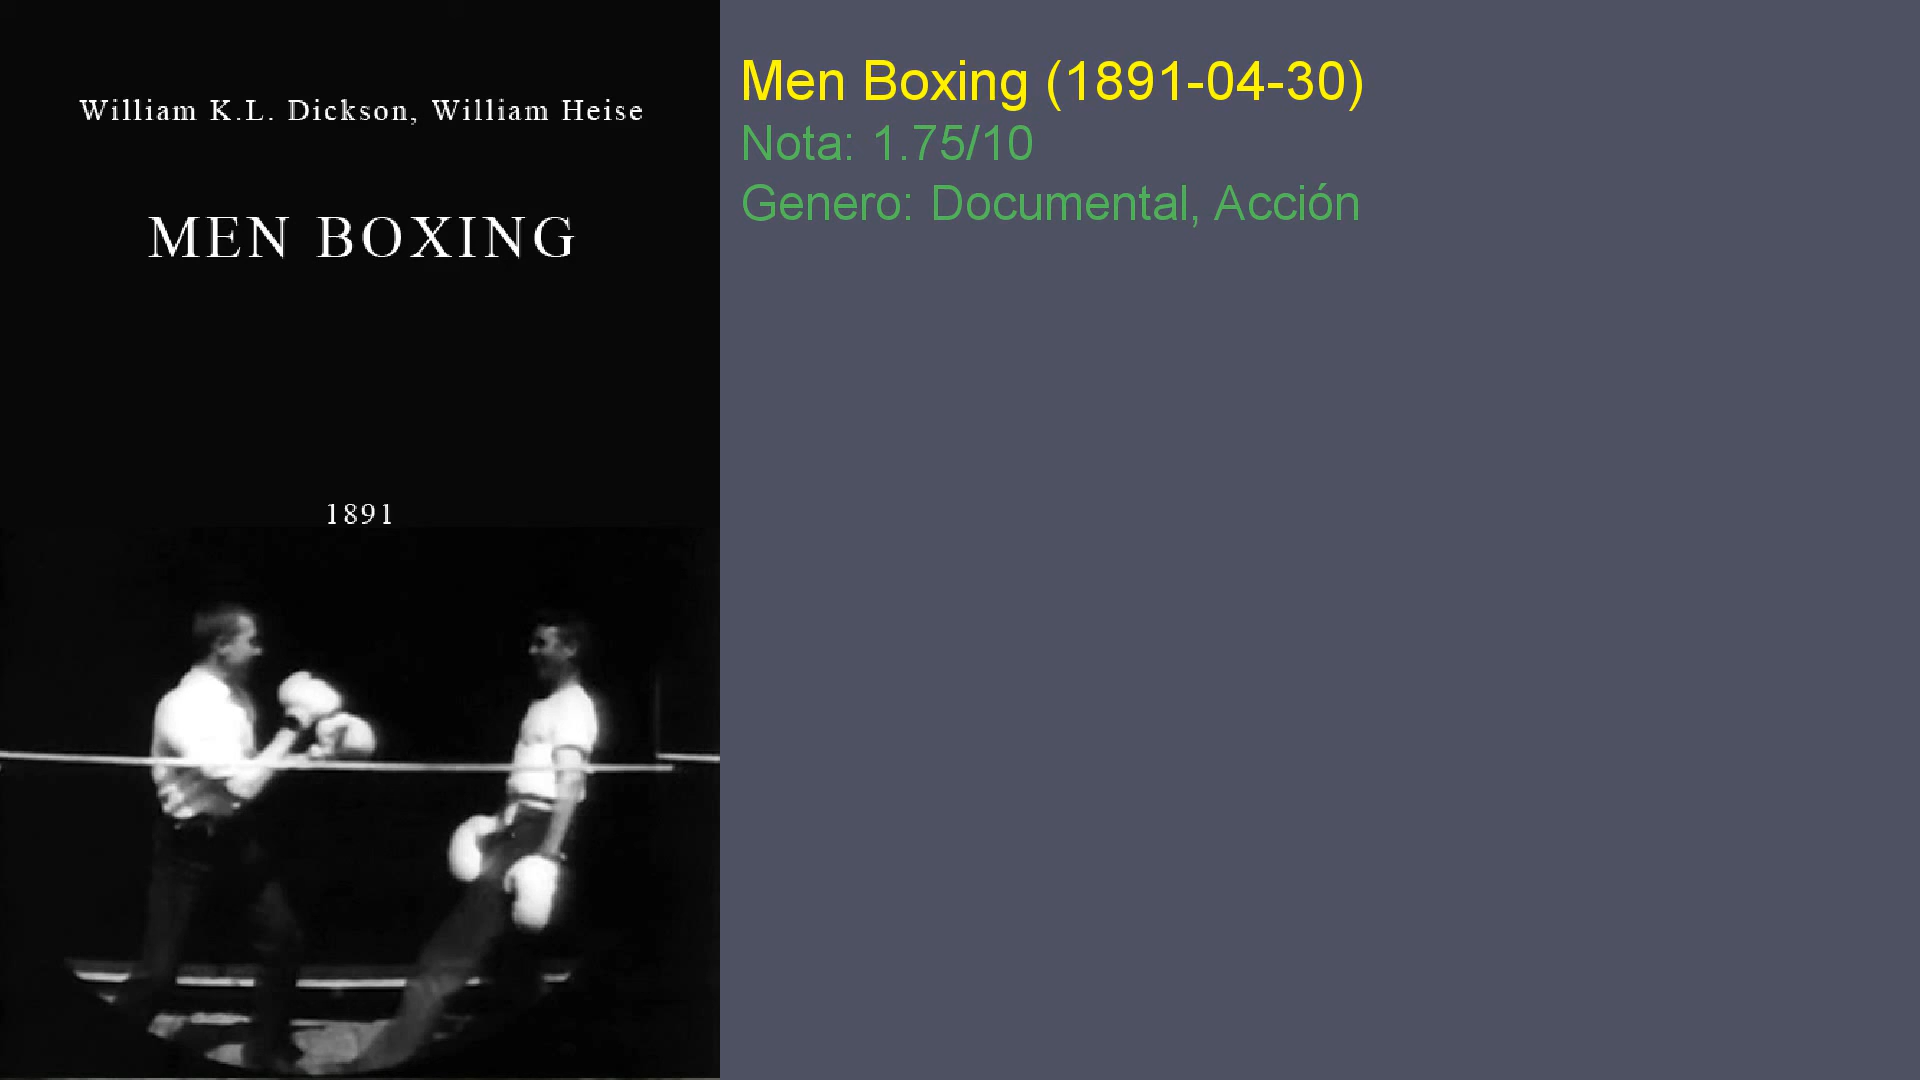 William K.L. Dickson, William Heise
MEN BOXING
1891
Men Boxing (1891-04-30)
Nota: 1.75/10
Genero: Documental, Acción